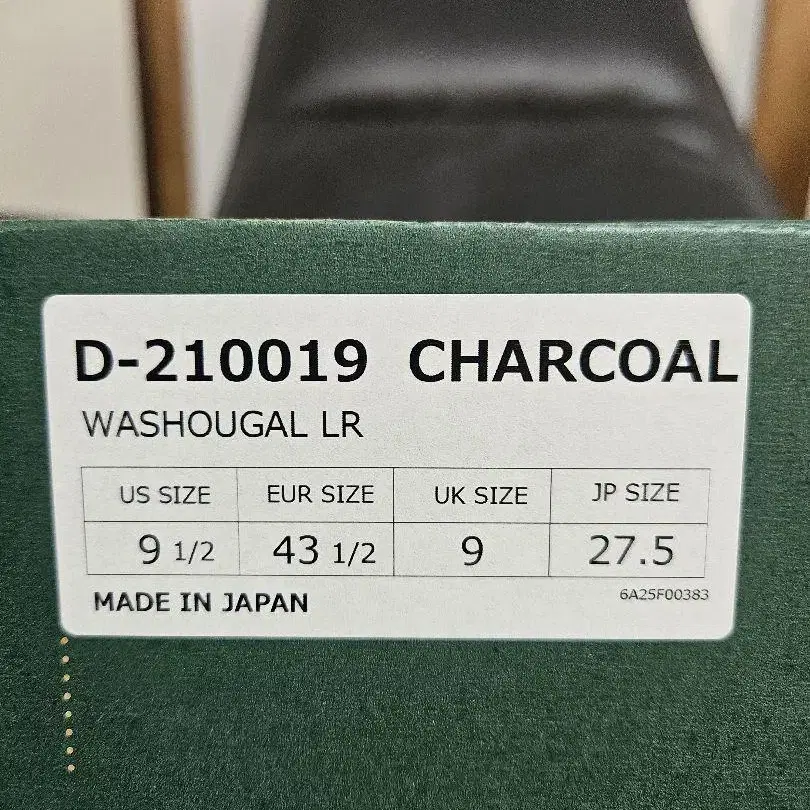 D-210019 CHARCOAL
WASHOUGAL LR
US SIZE EUR SIZE UK SIZE JP SIZE
9 1/2 43 1/2 9 27.5
MADE IN JAPAN 6A25F00383